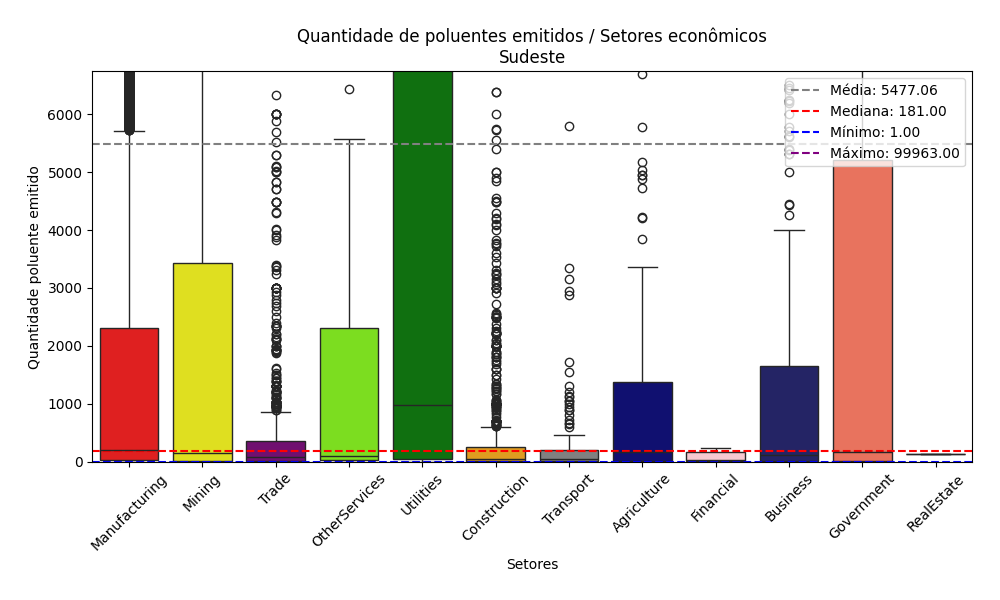 Quantidade de poluentes emitidos / Setores econômicos
Sudeste
Média: 5477.06
Mediana: 181.00
Mínimo: 1.00
Máximo: 99963.00
Quantidade poluente emitido
6000
5000
4000
3000
2000
1000
0
Manufacturing
Mining
Trade
OtherServices
Utilities
Construction
Transport
Agriculture
Financial
Business
Government
RealEstate
Setores